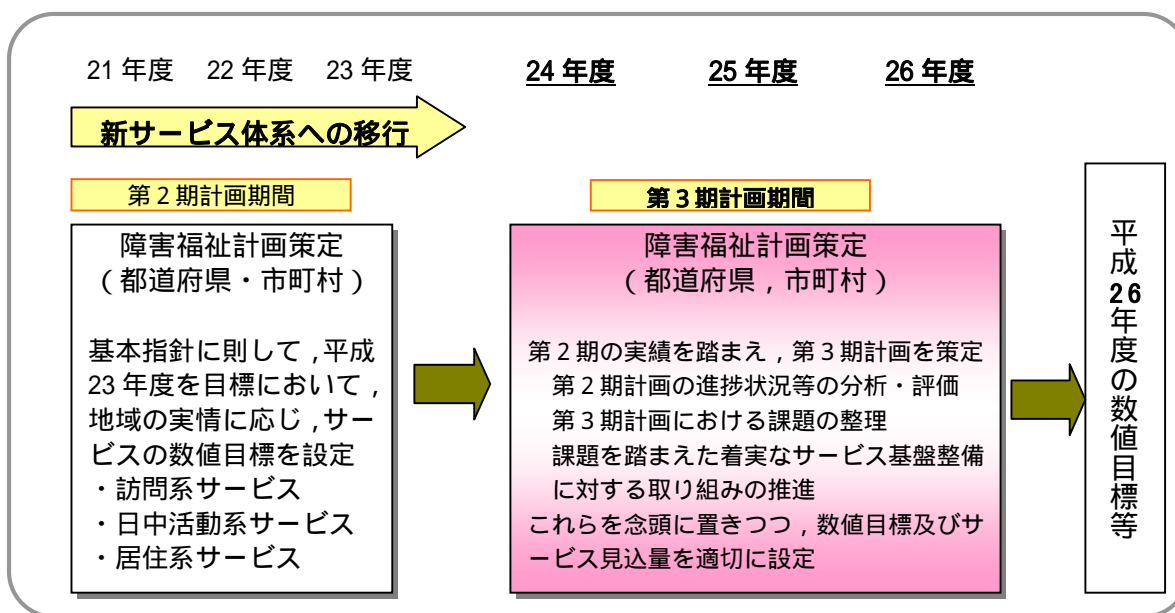 21 年度 22 年度 23 年度 24 年度 25 年度 26 年度
新サービス体系への移行
第２期計画期間
障害福祉計画策定
（都道府県・市町村）
基本指針に則して，平成
23 年度を目標において，
地域の実情に応じ，サー
ビスの数値目標を設定
・訪問系サービス
・日中活動系サービス
・居住系サービス
第３期計画期間
障害福祉計画策定
（都道府県，市町村）
第２期の実績を踏まえ，第３期計画を策定
第２期計画の進捗状況等の分析・評価
第３期計画における課題の整理
課題を踏まえた着実なサービス基盤整備
に対する取り組みの推進
これらを念頭に置きつつ，数値目標及びサ
ービス見込量を適切に設定
平成26年度の数値目標等